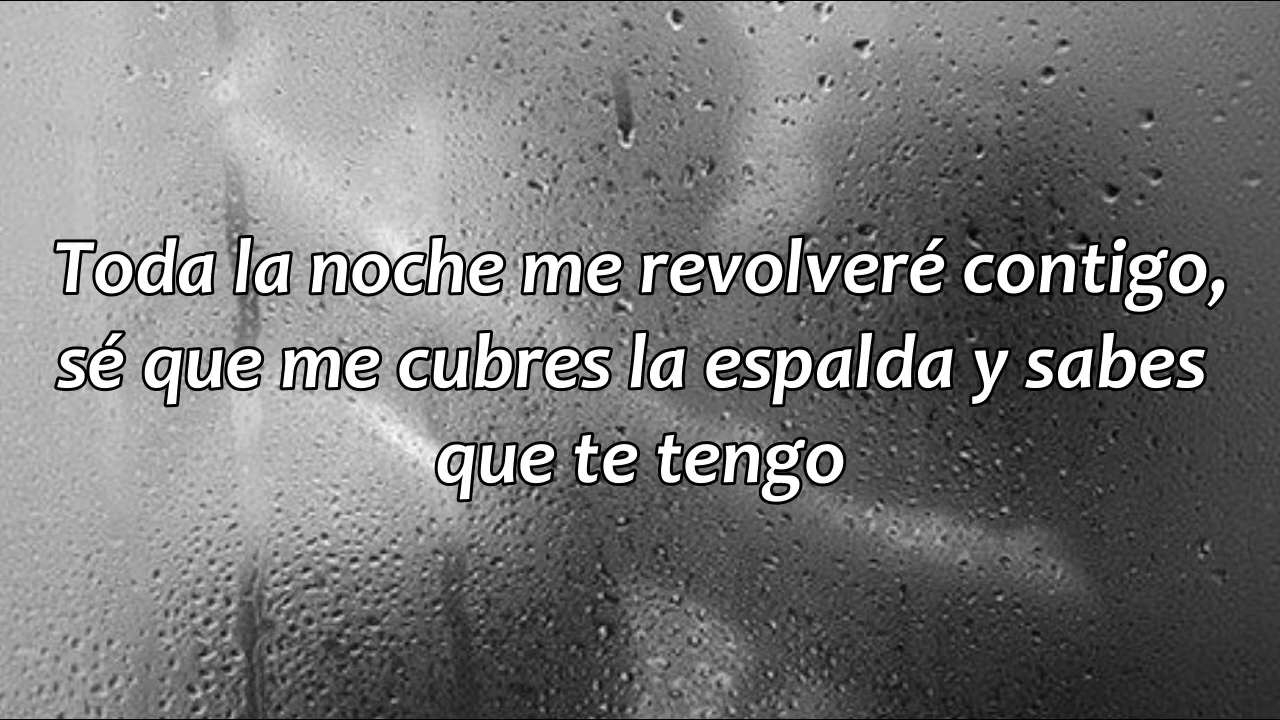 Toda la noche me revolveré contigo,
sé que me cubres la espalda y sabes
que te tengo